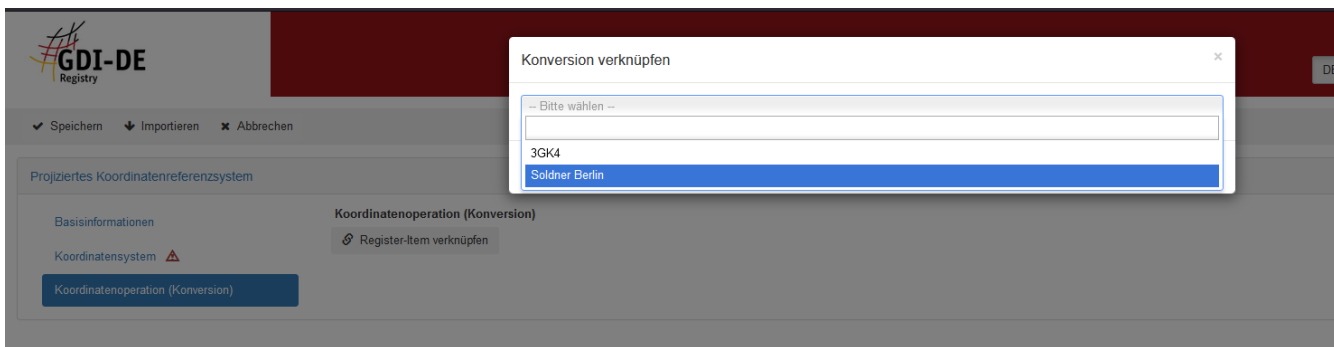 GDI-DE
Registry
DE
Konversion verknüpfen
×
-- Bitte wählen --
3GK4
Soldner Berlin
Speichern Importieren Abbrechen
Projiziertes Koordinatenreferenzsystem
Basisinformationen
Koordinatensystem
Koordinatenoperation (Konversion)
Koordinatenoperation (Konversion)
Register-Item verknüpfen